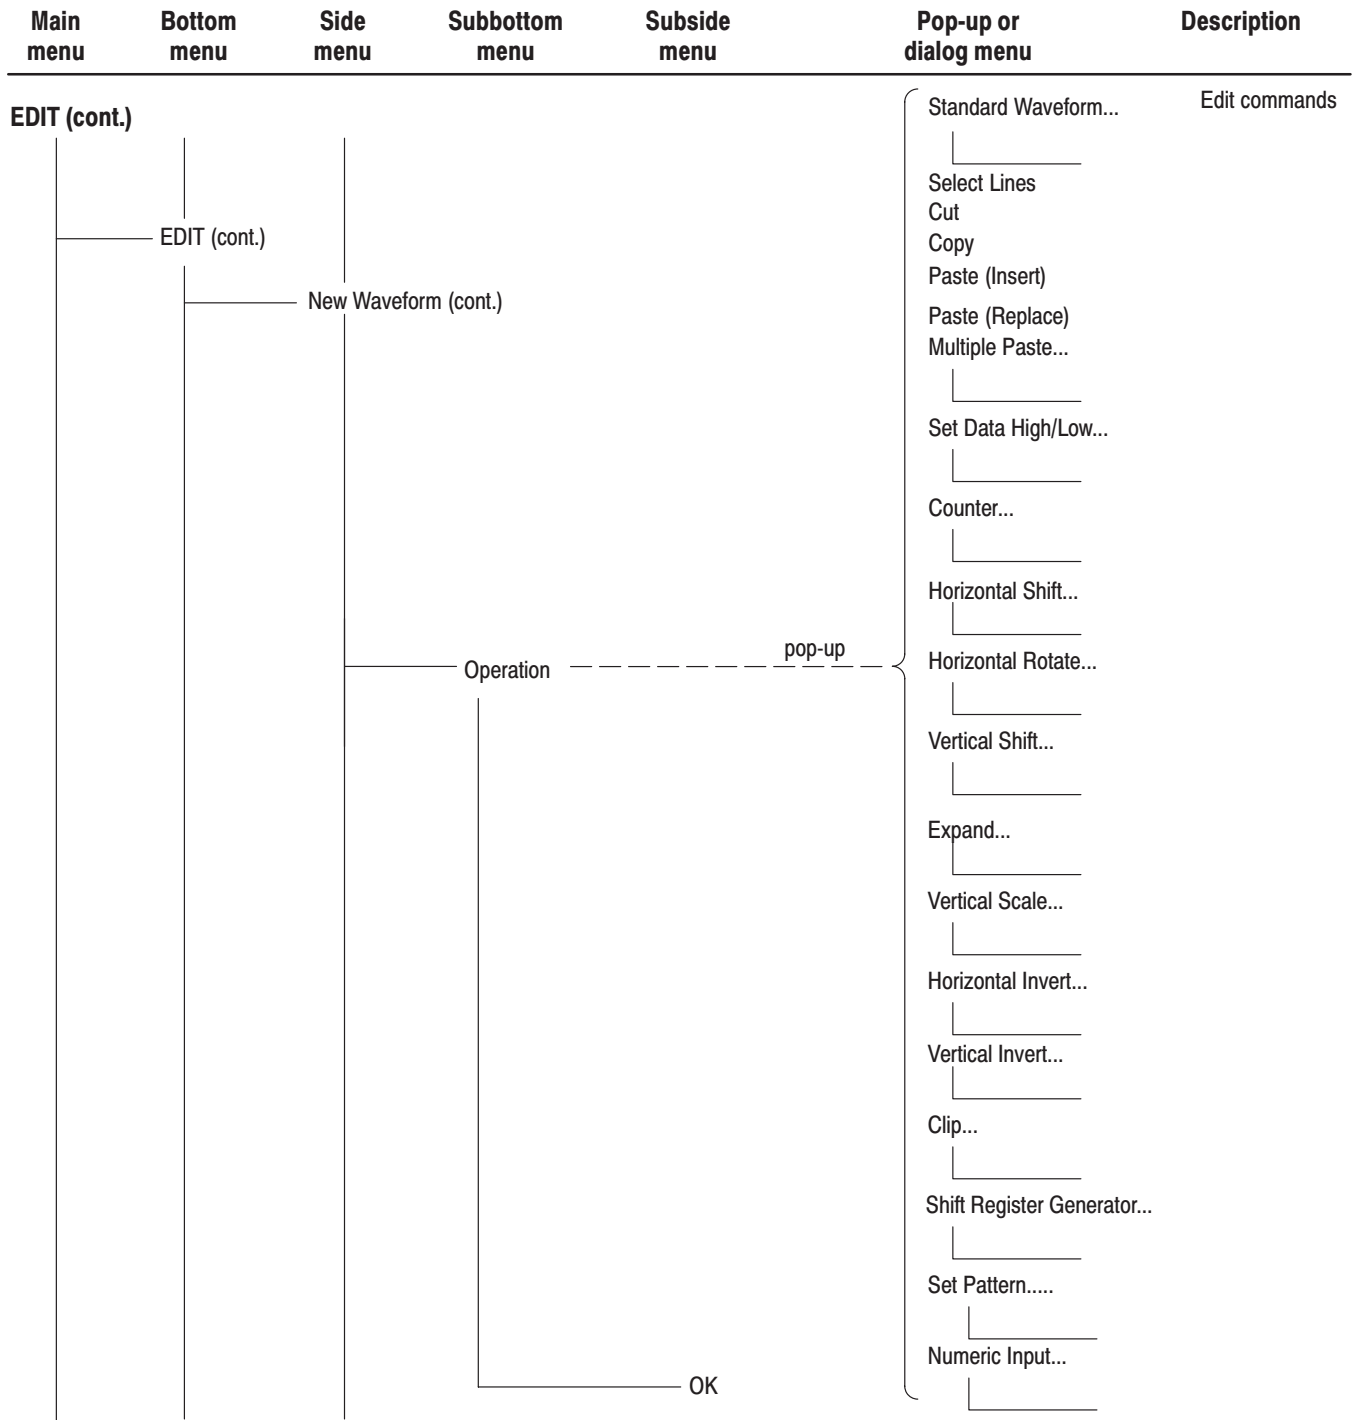 Main menu
Bottom menu
Side menu
Subbottom menu
Subside menu
Pop-up or dialog menu
Description
EDIT (cont.)
Standard Waveform...
Edit commands
Select Lines
Cut
EDIT (cont.)
Copy
Paste (Insert)
New Waveform (cont.)
Paste (Replace)
Multiple Paste...
Set Data High/Low...
Counter...
Horizontal Shift...
Operation
pop-up
Horizontal Rotate...
Vertical Shift...
Expand...
Vertical Scale...
Horizontal Invert...
Vertical Invert...
Clip...
Shift Register Generator...
Set Pattern.....
Numeric Input...
OK